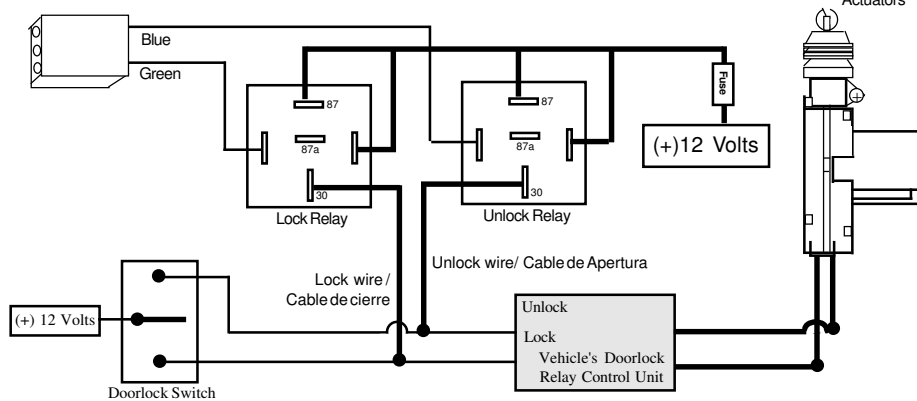 Actuators
Blue
Green
87
87a
30
Lock Relay
87
87a
30
Unlock Relay
Fuse
(+)12 Volts
Lock wire /
Cable de cierre
Unlock wire/ Cable de Apertura
(+) 12 Volts
Doorlock Switch
Unlock
Lock
Vehicle's Doorlock
Relay Control Unit